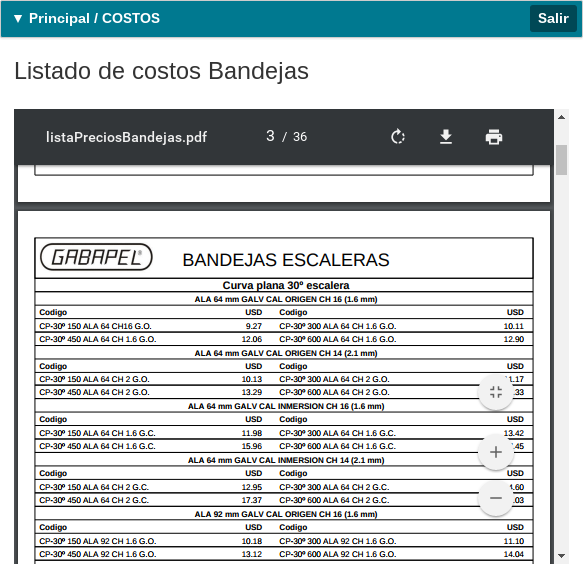 ▼ Principal / COSTOS Salir
Listado de costos Bandejas
listaPreciosBandejas.pdf 3 / 36
GABAPEL® BANDEJAS ESCALERAS
Curva plana 30º escalera
ALA 64 mm GALV CAL ORIGEN CH 16 (1.6 mm)
Codigo USD Codigo USD
CP-30º 150 ALA 64 CH16 G.O. 9.27 CP-30º 300 ALA 64 CH 1.6 G.O. 10.11
CP-30º 450 ALA 64 CH 1.6 G.O. 12.06 CP-30º 600 ALA 64 CH 1.6 G.O. 12.90
ALA 64 mm GALV CAL ORIGEN CH 14 (2.1 mm)
Codigo USD Codigo USD
CP-30º 150 ALA 64 CH 2 G.O. 10.13 CP-30º 300 ALA 64 CH 2 G.O. .17
CP-30º 450 ALA 64 CH 2 G.O. 13.29 CP-30º 600 ALA 64 CH 2 G.O. .33
ALA 64 mm GALV CAL INMERSION CH 16 (1.6 mm)
Codigo USD Codigo USD
CP-30º 150 ALA 64 CH 1.6 G.C. 11.98 CP-30º 300 ALA 64 CH 1.6 G.C. 13.42
CP-30º 450 ALA 64 CH 1.6 G.C. 15.96 CP-30º 600 ALA 64 CH 1.6 G.C. .45
ALA 64 mm GALV CAL INMERSION CH 14 (2.1 mm)
Codigo USD Codigo USD
CP-30º 150 ALA 64 CH 2 G.C. 12.95 CP-30º 300 ALA 64 CH 2 G.C. .60
CP-30º 450 ALA 64 CH 2 G.C. 17.37 CP-30º 600 ALA 64 CH 2 G.C. .03
ALA 92 mm GALV CAL ORIGEN CH 16 (1.6 mm)
Codigo USD Codigo USD
CP-30º 150 ALA 92 CH 1.6 G.O. 10.18 CP-30º 300 ALA 92 CH 1.6 G.O. 11.10
CP-30º 450 ALA 92 CH 1.6 G.O. 13.12 CP-30º 600 ALA 92 CH 1.6 G.O. 14.04